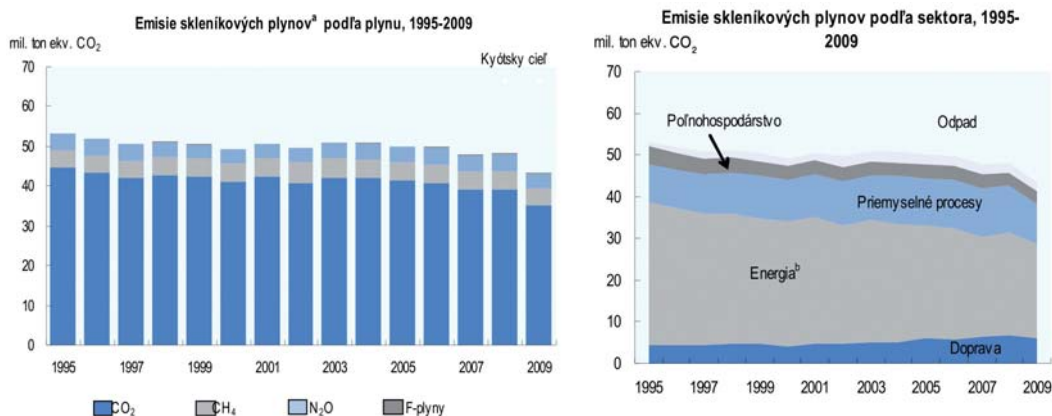 Emisie skleníkových plynovᵃ podľa plynu, 1995-2009
mil. ton ekv. CO₂
Kyótsky cieľ
70
60
50
40
30
20
10
0
1995
1997
1999
2001
2003
2005
2007
2009
CO₂
CH₄
N₂O
F-plyny
Emisie skleníkových plynov podľa sektora, 1995-
2009
mil. ton ekv. CO₂
70
60
50
40
30
20
10
0
Poľnohospodárstvo
Odpad
Priemyselné procesy
Energiaᵇ
Doprava
1995
1997
1999
2001
2003
2005
2007
2009